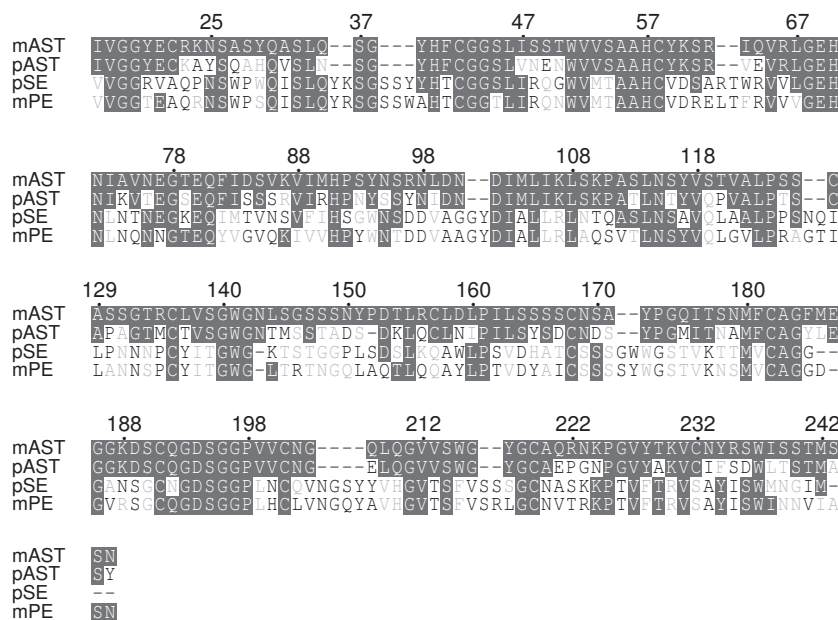 25 37 47 57 67
mAST IVGGYECRKNSASYQASLQ--SG---YHFCGGSLISSTWVVSAAHCYKSR--IQVRLGEH
pAST IVGGYECKAYSQAHQVSLN--SG---YHFCGGSLVNENWVVSAAHCYKSR--VEVRLGEH
pSE VVGGRVAQPNSWPWQISLQYKSGSSYYHTCGGSLIRQGWVMTAAHCVDSARTWRVVLGEH
mPE VVGGTEAQRNSWPSQISLQYRSGSSWAHTCGGTLIRQNWVMTAAHCVDRELTFRVVVGEH
78 88 98 108 118
mAST NIAVNEGTEQFIDSVKVIMHPSYNSRNLDN--DIMLIKLSKPASLNSYVSTVALPSS--C
pAST NIKVTEGSEQFISSSRVIRHPNYSSYNIDN--DIMLIKLSKPATLNTYVQPVALPTS--C
pSE NLNTNEGKEQIMTVNSVFIHSGWNSDDVAGGYDIALLRLNTQASLNSAVQLAALPPSNQI
mPE NLNQNNGTEQYVGVQKIVVHPYWNTDDVAAGYDIALLRLAQSVTLNSYVQLGVLPRAGTI
129 140 150 160 170 180
mAST ASSGTRCLVSGWGNLSGSSSNYPDTLRCLDLPILSSSSCNSA--YPGQITSNMFCAGFME
pAST APAGTMCTVSGWGNTMSSTADS-DKLQCLNIPILSYSDCNDS--YPGMITNAMFCAGYLE
pSE LPNNNPCYITGWG-KTSTGGPLSDSLKQAWLPSVDHATCSSSGWWGSTVKTTMVCAGG--
mPE LANNSPCYITGWG-LTRTNGQLAQTLQQAYLPTVDYAICSSSSYWGSTVKNSMVCAGGD-
188 198 212 222 232 242
mAST GGKDSCQGDSGGPVVCNG----QLQGVVSWG--YGCAQRNKPGVYTKVCNYRSWISSTMS
pAST GGKDSCQGDSGGPVVCNG----ELQGVVSWG--YGCAEPGNPGVYAKVCIFSDWLTSTMA
pSE GANSGCNGDSGGPLNCQVNGSYYVHGVTSFVSSSGCNASKKPTVFTRVSAYISWMNGIM-
mPE GVRSGCQGDSGGPLHCLVNGQYAVHGVTSFVSRLGCNVTRKPTVFTRVSAYISWINNVIA
mAST SN
pAST SY
pSE --
mPE SN